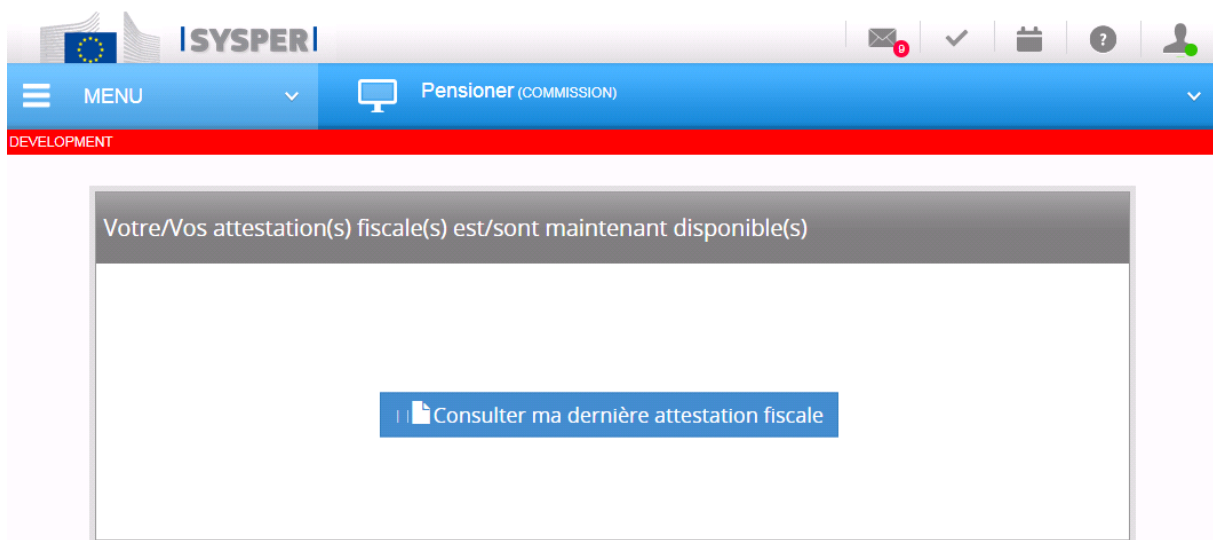 SYSPER
9
?
MENU
Pensioner (COMMISSION)
DEVELOPMENT
Votre/Vos attestation(s) fiscale(s) est/sont maintenant disponible(s)
Consulter ma dernière attestation fiscale